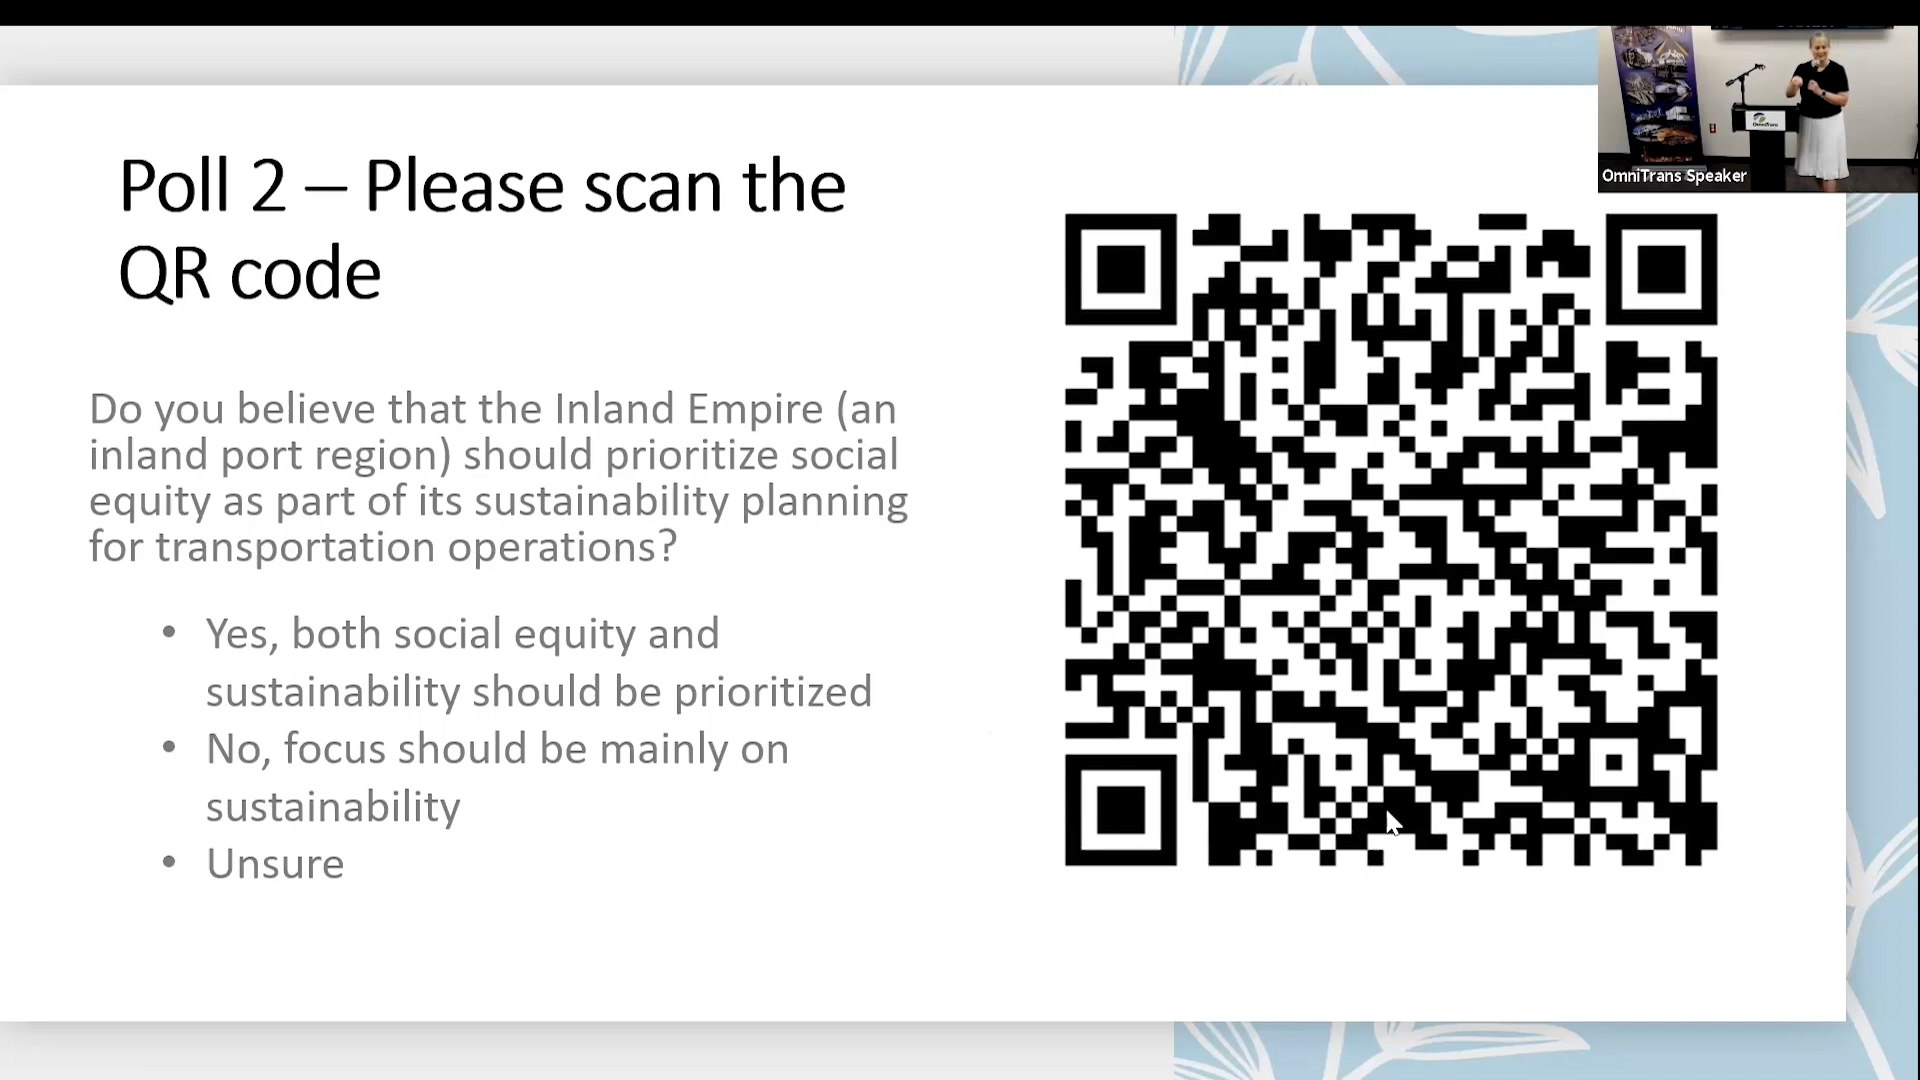 Poll 2 – Please scan the
QR code
Do you believe that the Inland Empire (an
inland port region) should prioritize social
equity as part of its sustainability planning
for transportation operations?
• Yes, both social equity and
sustainability should be prioritized
• No, focus should be mainly on
sustainability
• Unsure
OmniTrans Speaker